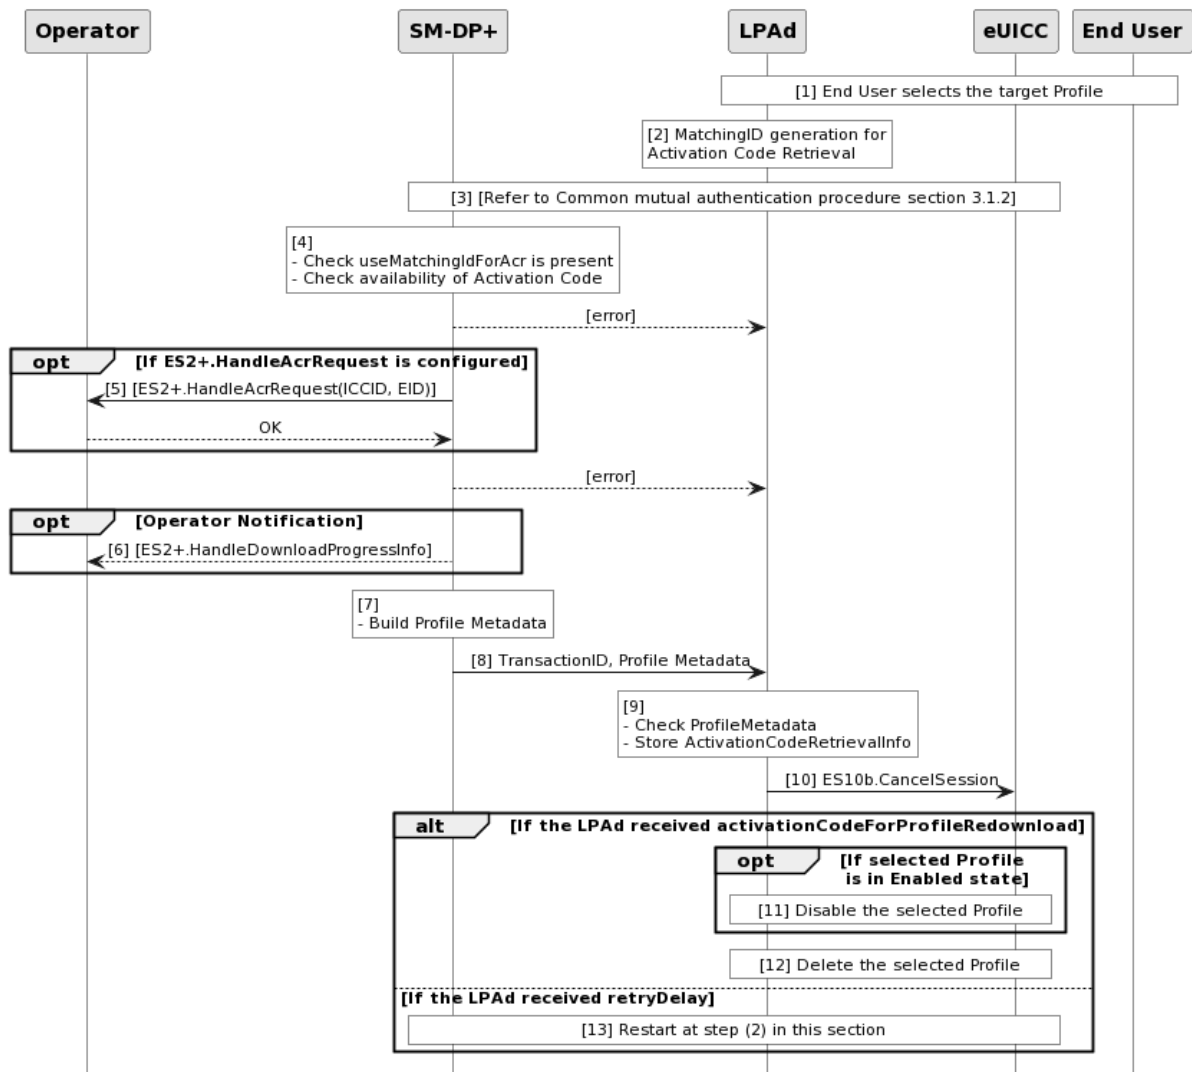 Operator
SM-DP+
LPAd
eUICC
End User
[1] End User selects the target Profile
[2] MatchingID generation for
Activation Code Retrieval
[3] [Refer to Common mutual authentication procedure section 3.1.2]
[4]
- Check useMatchingIdForAcr is present
- Check availability of Activation Code
[error]
opt
[If ES2+.HandleAcrRequest is configured]
[5] [ES2+.HandleAcrRequest(ICCID, EID)]
OK
[error]
opt
[Operator Notification]
[6] [ES2+.HandleDownloadProgressInfo]
[7]
- Build Profile Metadata
[8] TransactionID, Profile Metadata
[9]
- Check ProfileMetadata
- Store ActivationCodeRetrievalInfo
[10] ES10b.CancelSession
alt
[If the LPAd received activationCodeForProfileRedownload]
opt
[If selected Profile
is in Enabled state]
[11] Disable the selected Profile
[12] Delete the selected Profile
[If the LPAd received retryDelay]
[13] Restart at step (2) in this section